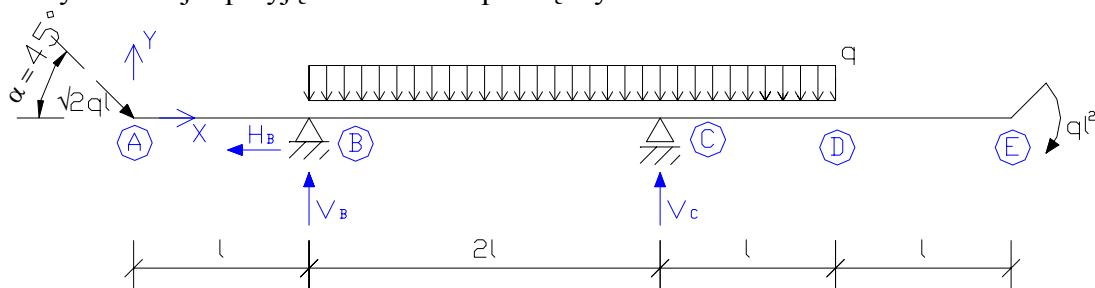 α = 45°
Y
q
√2ql
X
H_B
B
C
D
E
ql²
V_B
V_C
A
l
2l
l
l